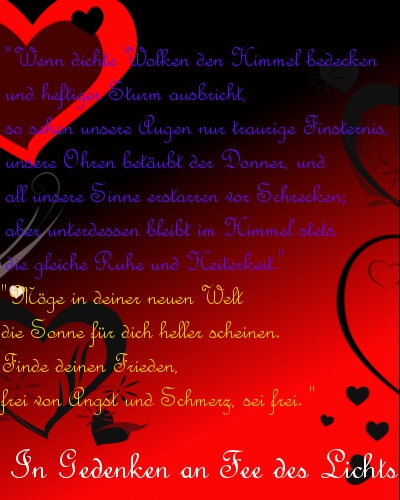 "Wenn dichte Wolken den Himmel bedecken
und heftiger Sturm ausbricht,
so sehen unsere Augen nur traurige Finsternis,
unsere Ohren betäubt der Donner, und
all unsere Sinne erstarren vor Schrecken;
aber unterdessen bleibt im Himmel stets
die gleiche Ruhe und Heiterkeit."
"Möge in deiner neuen Welt
die Sonne für dich heller scheinen.
Finde deinen Frieden,
frei von Angst und Schmerz, sei frei. "
In Gedenken an Fee des Lichts